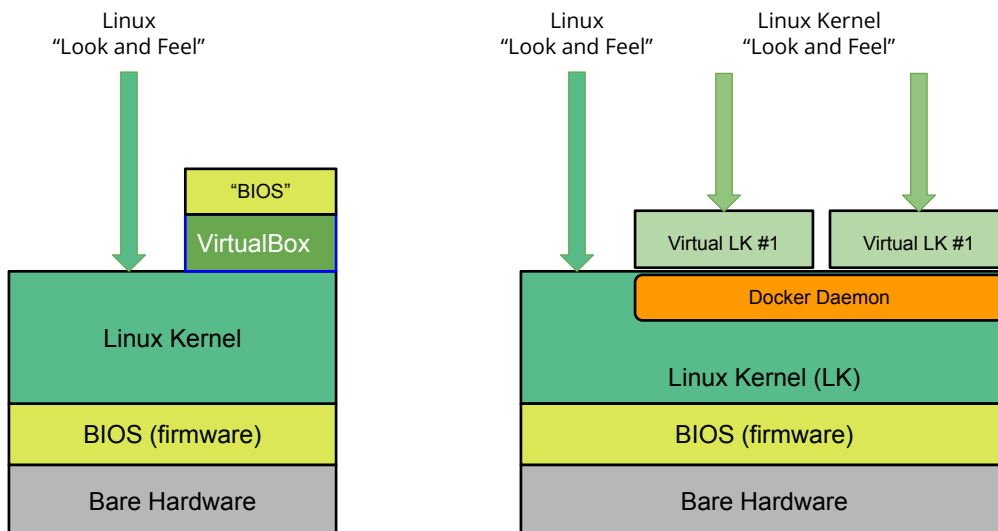 Linux
“Look and Feel”
“BIOS”
VirtualBox
Linux Kernel
BIOS (firmware)
Bare Hardware
Linux
“Look and Feel”
Linux Kernel
“Look and Feel”
Virtual LK #1
Virtual LK #1
Docker Daemon
Linux Kernel (LK)
BIOS (firmware)
Bare Hardware